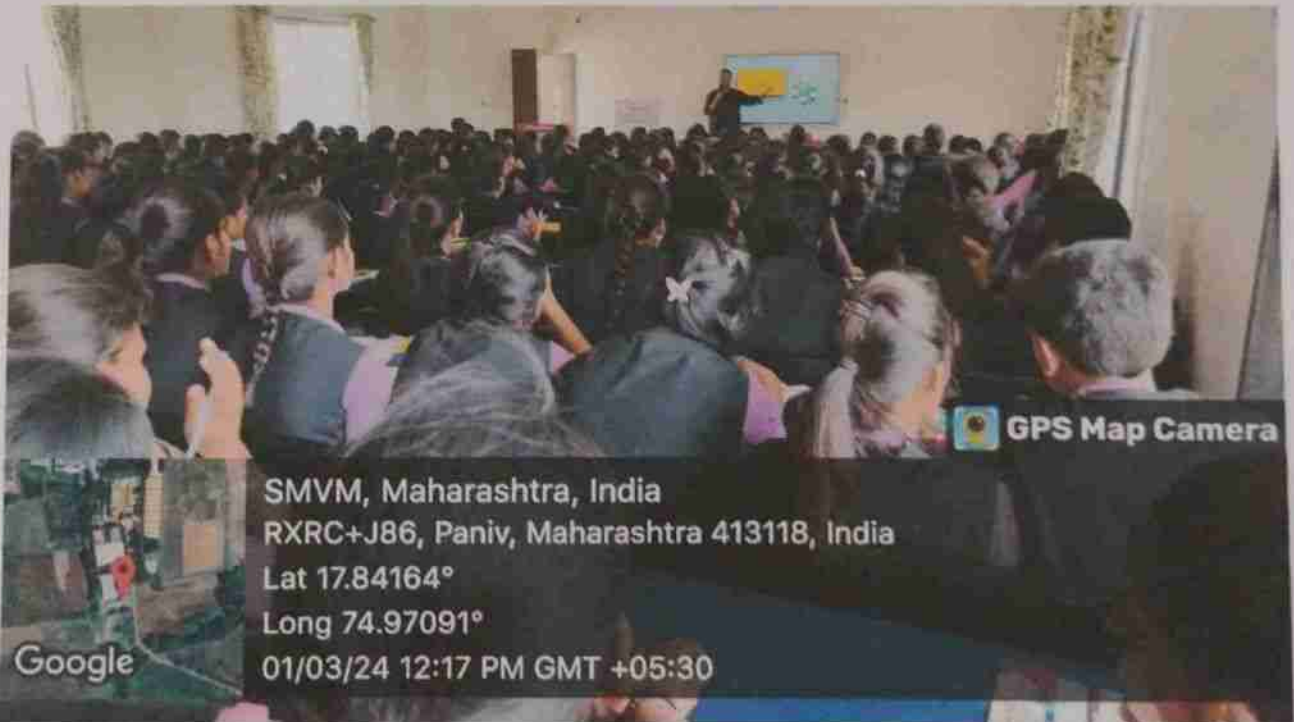 GPS Map Camera
SMVM, Maharashtra, India
RXRC+J86, Paniv, Maharashtra 413118, India
Lat 17.84164°
Long 74.97091°
01/03/24 12:17 PM GMT +05:30
Google